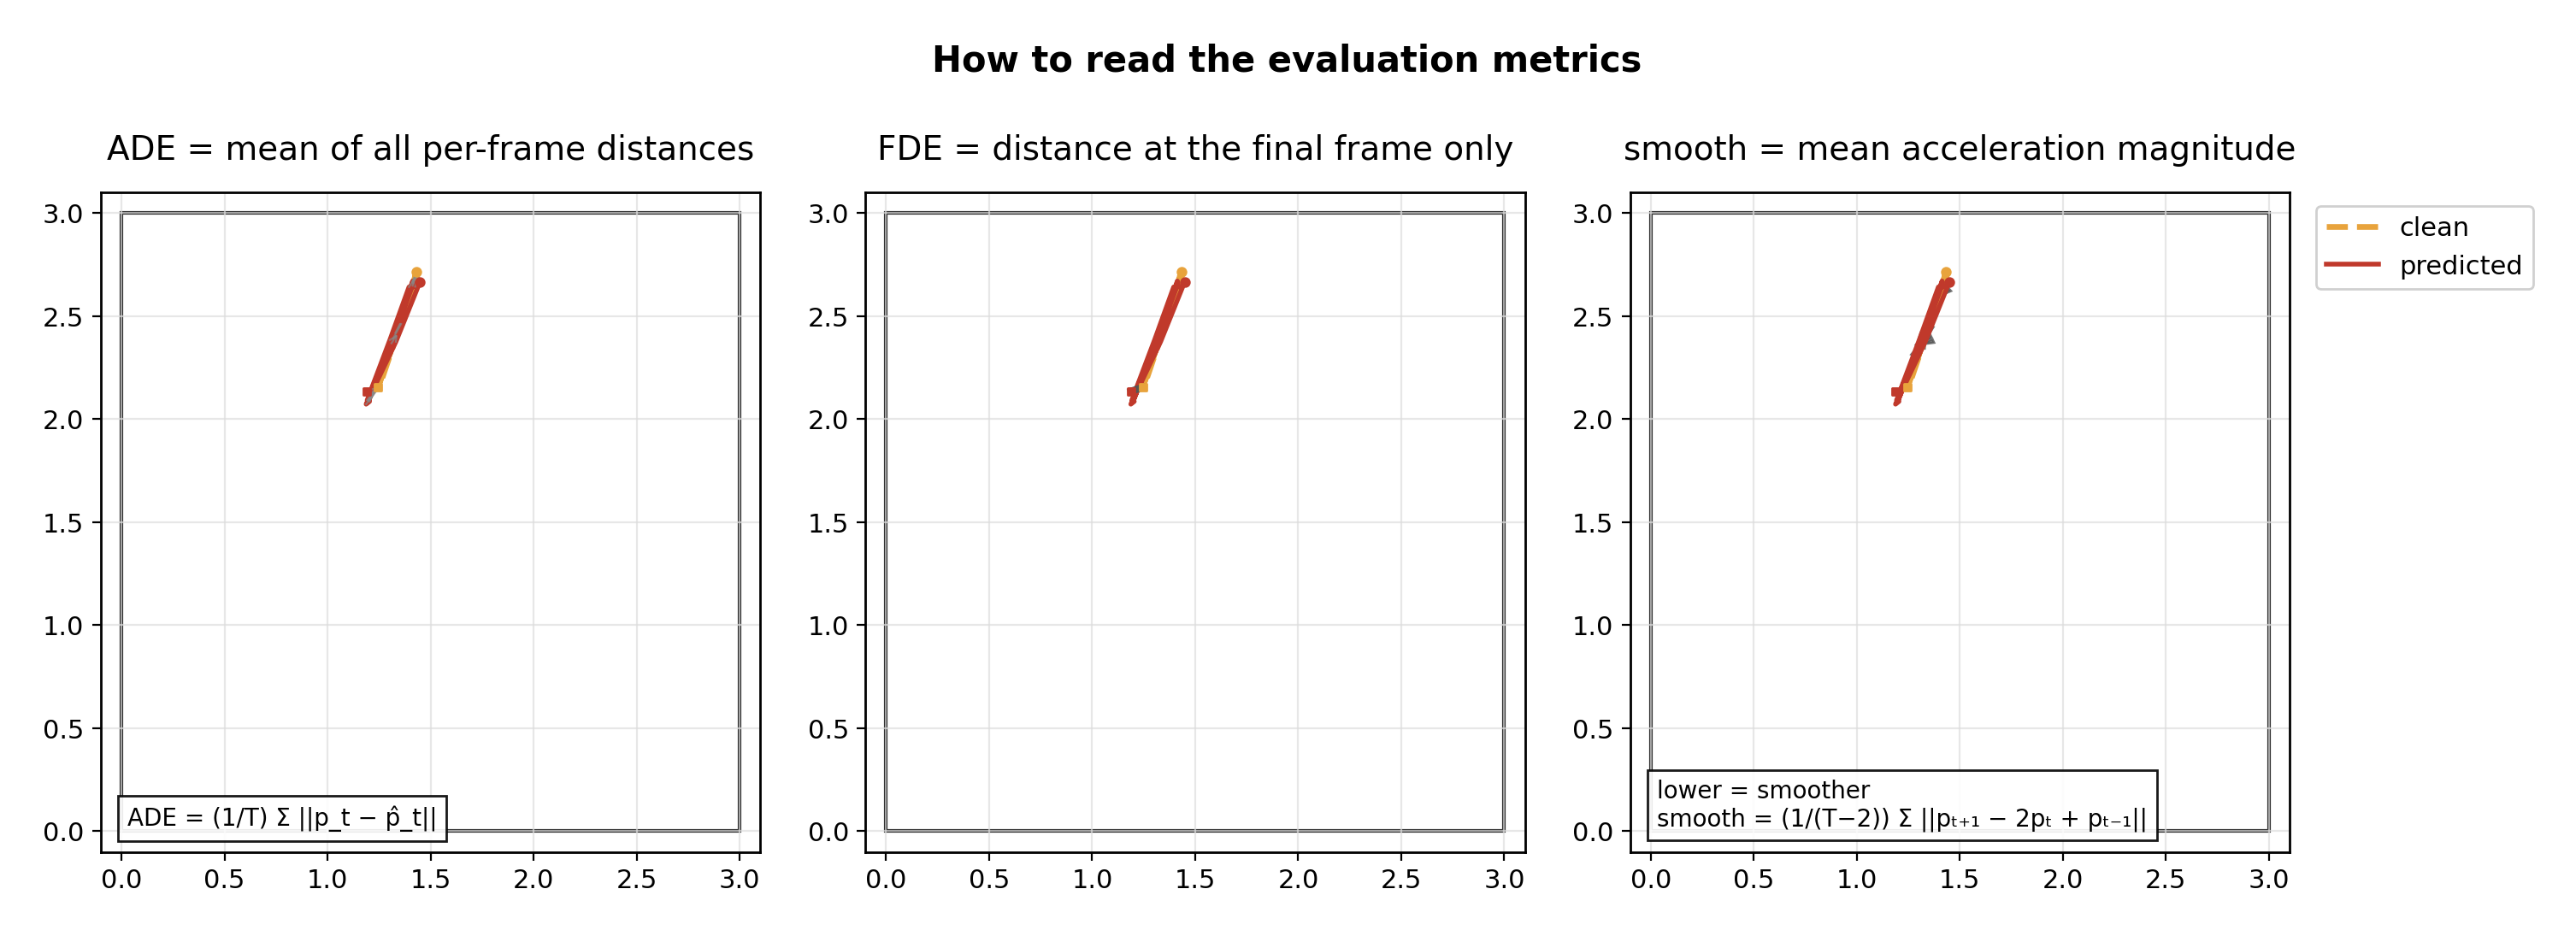 How to read the evaluation metrics
ADE = mean of all per-frame distances
3.0
2.5
2.0
1.5
1.0
0.5
0.0
ADE = (1/T) Σ ||p_t − p̂_t||
0.0 0.5 1.0 1.5 2.0 2.5 3.0
FDE = distance at the final frame only
3.0
2.5
2.0
1.5
1.0
0.5
0.0
0.0 0.5 1.0 1.5 2.0 2.5 3.0
smooth = mean acceleration magnitude
3.0
2.5
2.0
1.5
1.0
0.5
0.0
lower = smoother
smooth = (1/(T−2)) Σ ||pₜ₊₁ − 2pₜ + pₜ₋₁||
0.0 0.5 1.0 1.5 2.0 2.5 3.0
clean
predicted